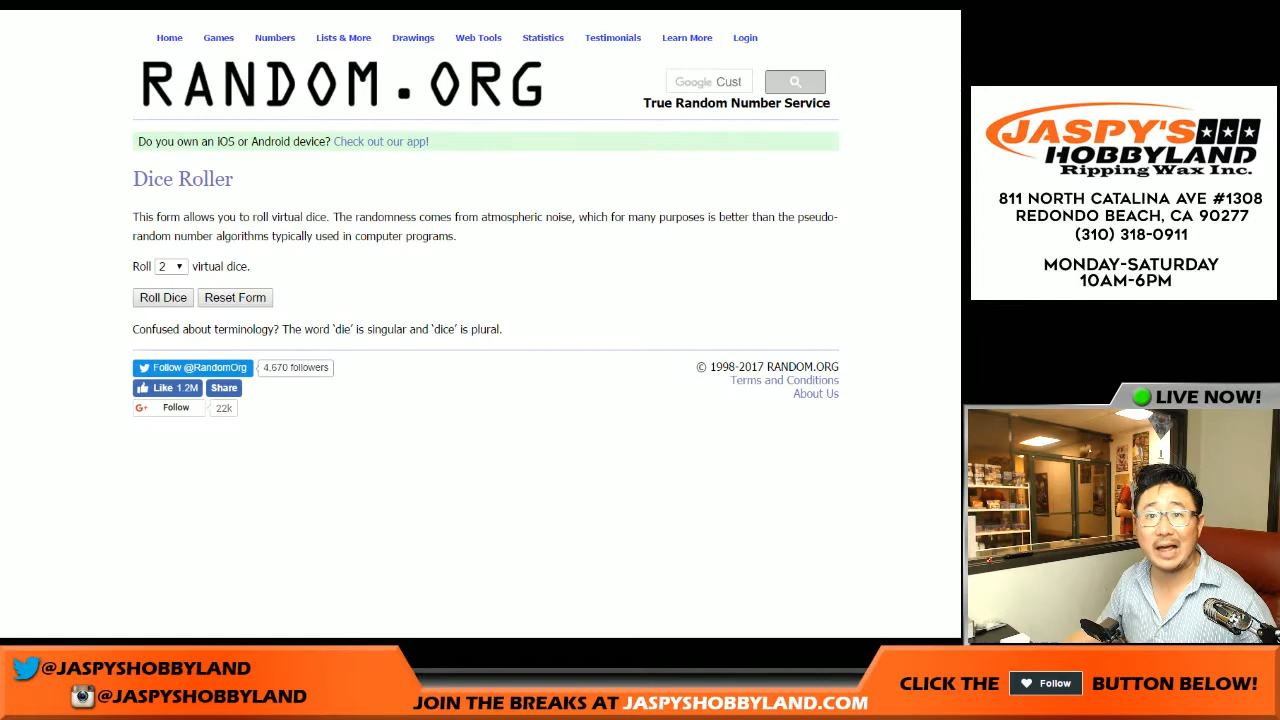 Home Games Numbers Lists & More Drawings Web Tools Statistics Testimonials Learn More Login
RANDOM.ORG
Google Cust
True Random Number Service
Do you own an iOS or Android device? Check out our app!
Dice Roller
This form allows you to roll virtual dice. The randomness comes from atmospheric noise, which for many purposes is better than the pseudo-
random number algorithms typically used in computer programs.
Roll 2 virtual dice.
Roll Dice Reset Form
Confused about terminology? The word ‘die’ is singular and ‘dice’ is plural.
Follow @RandomOrg 4,670 followers
Like 1.2M Share
G+ Follow 22k
© 1998-2017 RANDOM.ORG
Terms and Conditions
About Us
JASPY'S
HOBBYLAND
Ripping Wax Inc.
811 NORTH CATALINA AVE #1308
REDONDO BEACH, CA 90277
(310) 318-0911
MONDAY-SATURDAY
10AM-6PM
LIVE NOW!
@JASPYSHOBBYLAND
@JASPYSHOBBYLAND
JOIN THE BREAKS AT JASPYSHOBBYLAND.COM
CLICK THE Follow BUTTON BELOW!